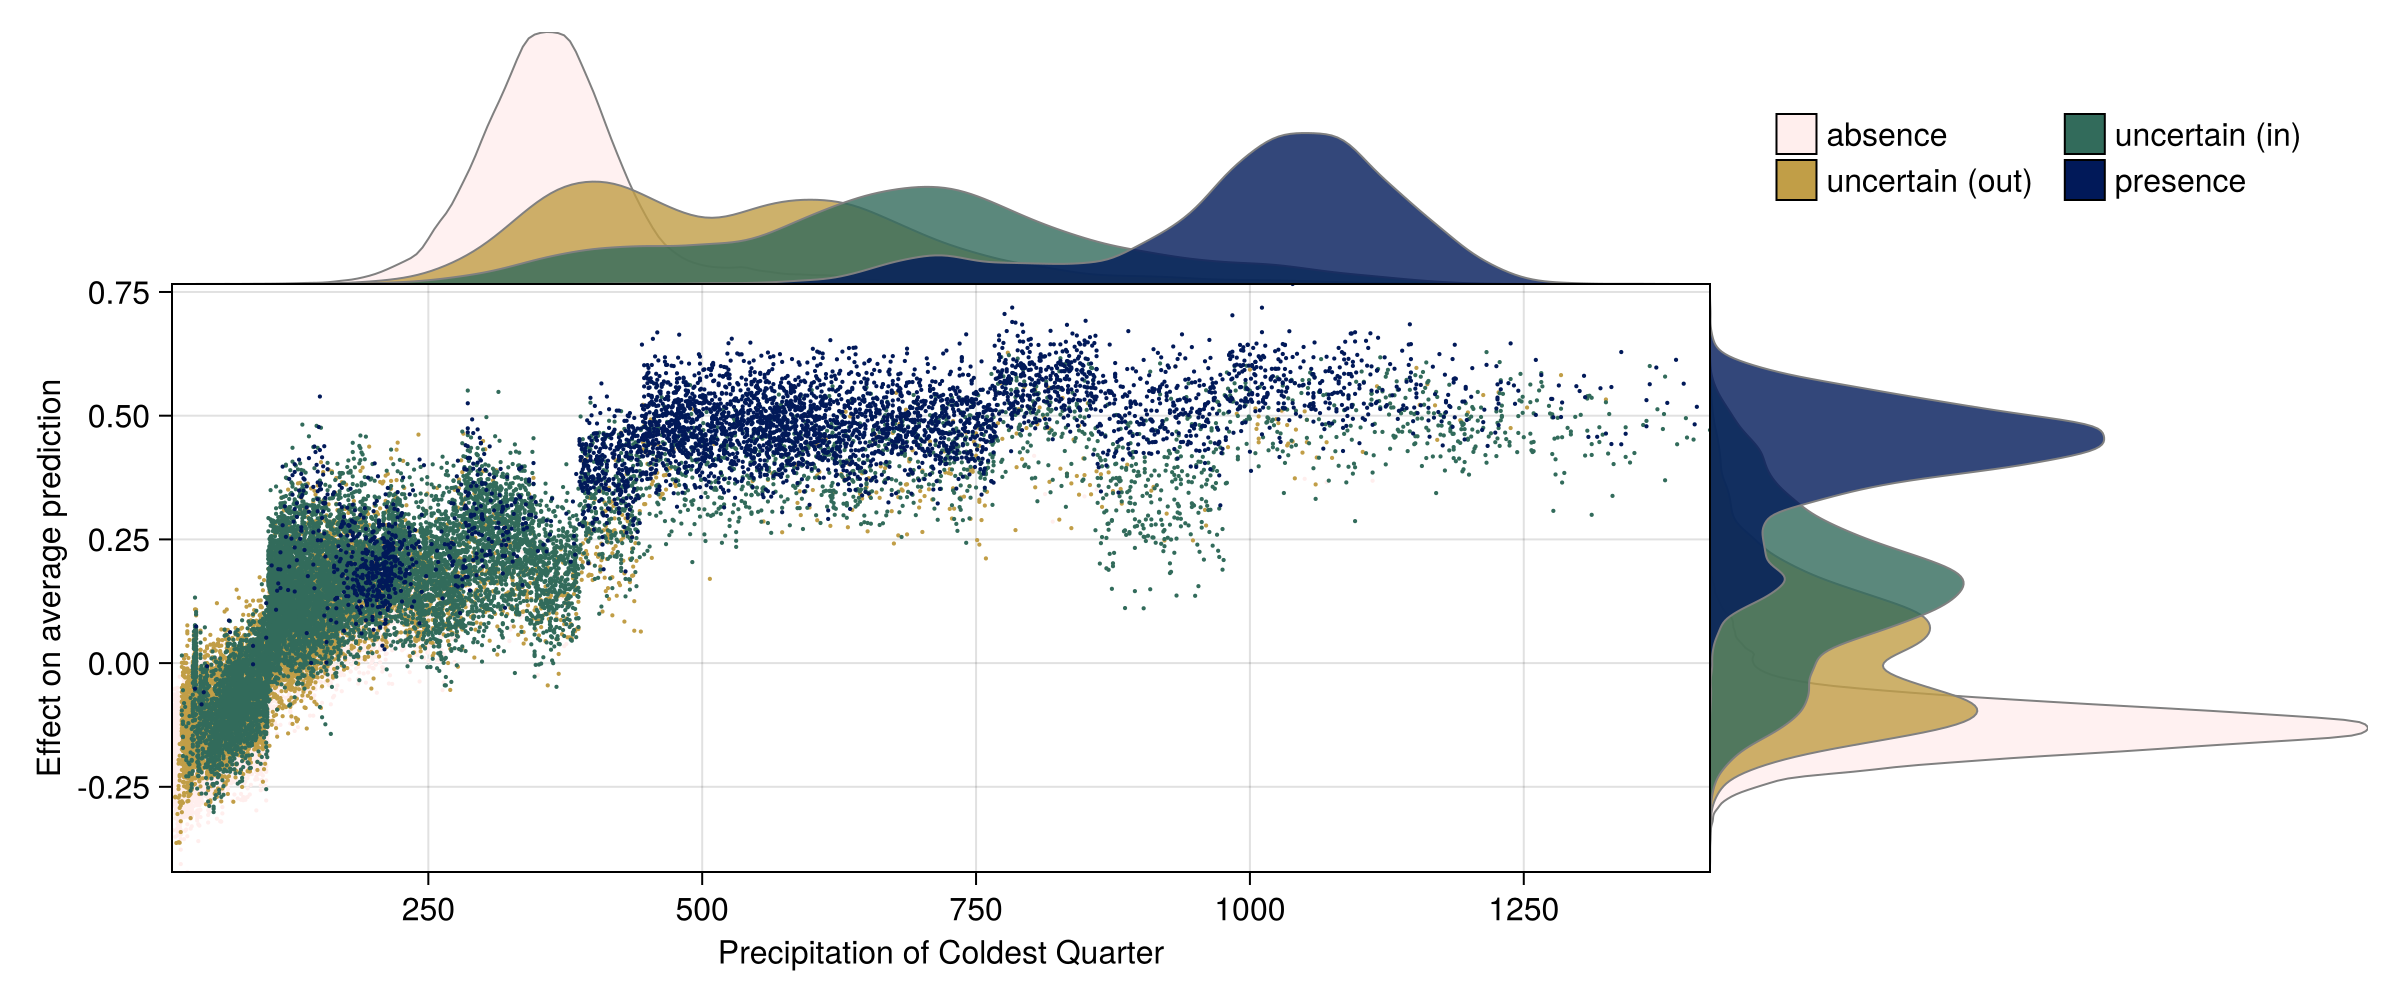 absence
uncertain (in)
uncertain (out)
presence
0.75
0.50
0.25
0.00
-0.25
Effect on average prediction
250
500
750
1000
1250
Precipitation of Coldest Quarter